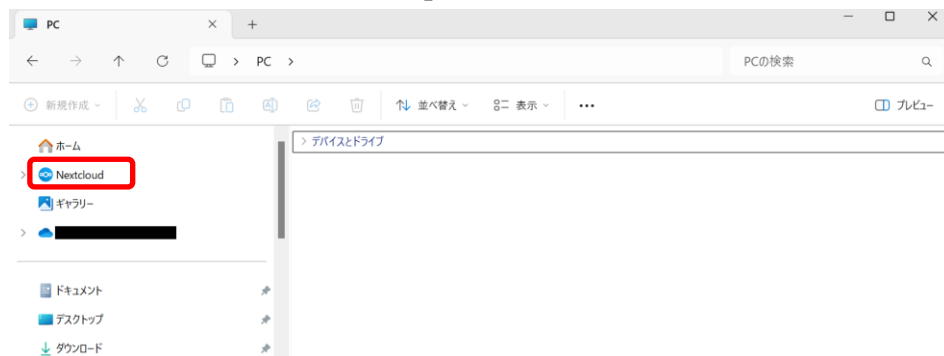 PC
PC
PCの検索
新規作成
並べ替え
表示
プレビュー
ホーム
デバイスとドライブ
Nextcloud
ギャラリー
ドキュメント
デスクトップ
ダウンロード